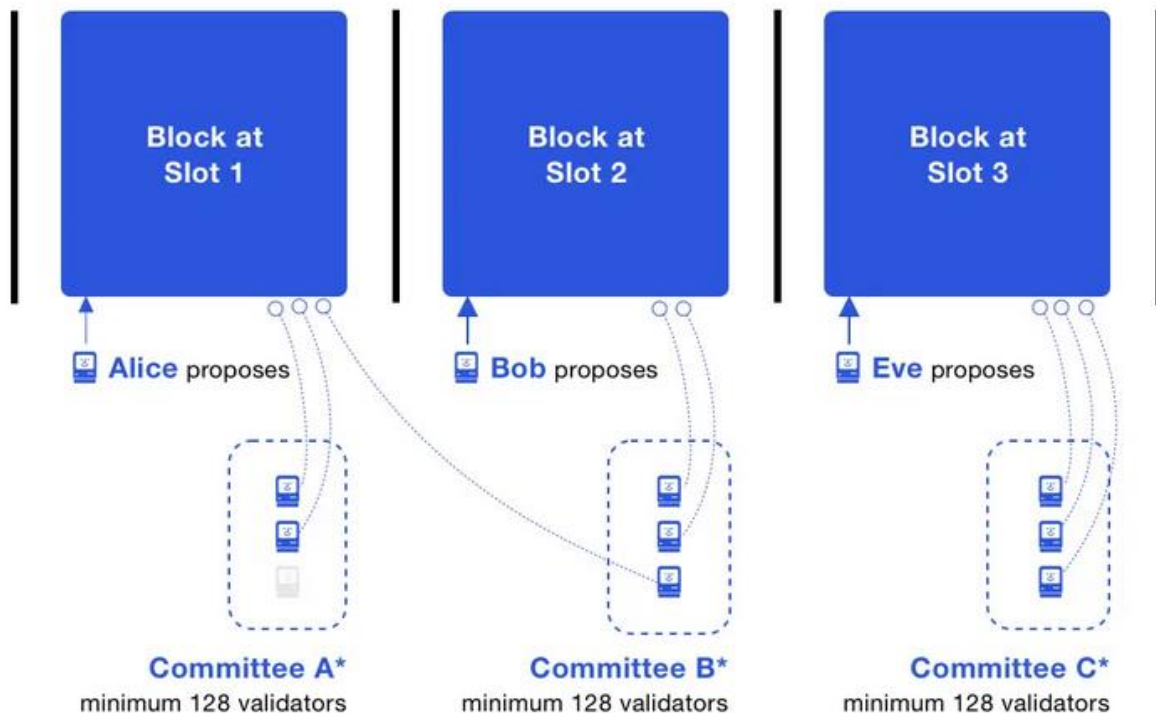 Block at
Slot 1
Block at
Slot 2
Block at
Slot 3
Alice proposes
Bob proposes
Eve proposes
Committee A*
minimum 128 validators
Committee B*
minimum 128 validators
Committee C*
minimum 128 validators